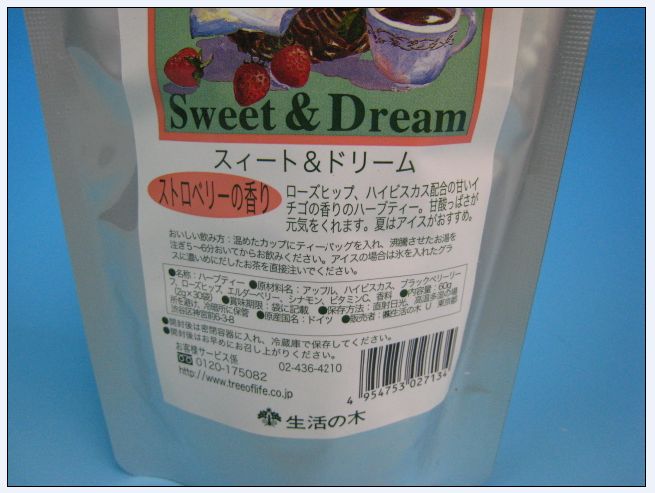 Sweet & Dream
スィート&ドリーム
ストロベリーの香り
ローズヒップ、ハイビスカス配合の甘いイ
チゴの香りのハーブティー。甘酸っぱさが
元気をくれます。夏はアイスがおすすめ。
おいしい飲み方：温めたカップにティーバッグを入れ、沸騰させたお湯を
注ぎ5〜6分おいてからお飲みください。アイスの場合は氷を入れたグラ
スに濃いめにだしたお茶を直接注いでください。
●名称：ハーブティー ●原材料名：アップル、ハイビスカス、ブラックベリーリー
フ、ローズヒップ、エルダーベリー、シナモン、ビタミンC、香料 ●内容量：60g
(2g×30袋) ●賞味期限：袋に記載 ●保存方法：直射日光、高温多湿の場
所を避け、冷暗所に保管 ●原産国名：ドイツ ●販売者：㈱生活の木 U 東京都
渋谷区神宮前6-3-8
●開封後は密閉容器に入れ、冷蔵庫で保存してください。
●開封後はお早めにお召し上がりください。
お客様サービス係
0120-175082 02-436-4210
http://www.treeoflife.co.jp
4 954753 027134
生活の木